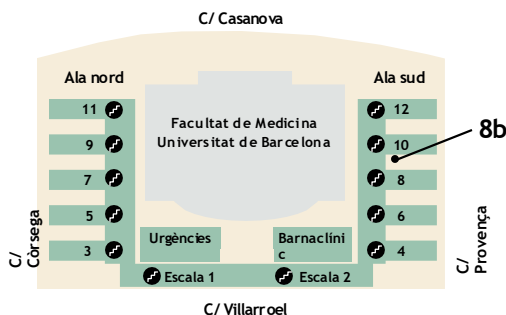 C/ Casanova
Ala nord
Ala sud
11
12
Facultat de Medicina
Universitat de Barcelona
9
10
8b
7
8
5
6
C/
Còrsega
C/
Provença
3
4
Urgències
Barnaclíni
c
Escala 1
Escala 2
C/ Villarroel